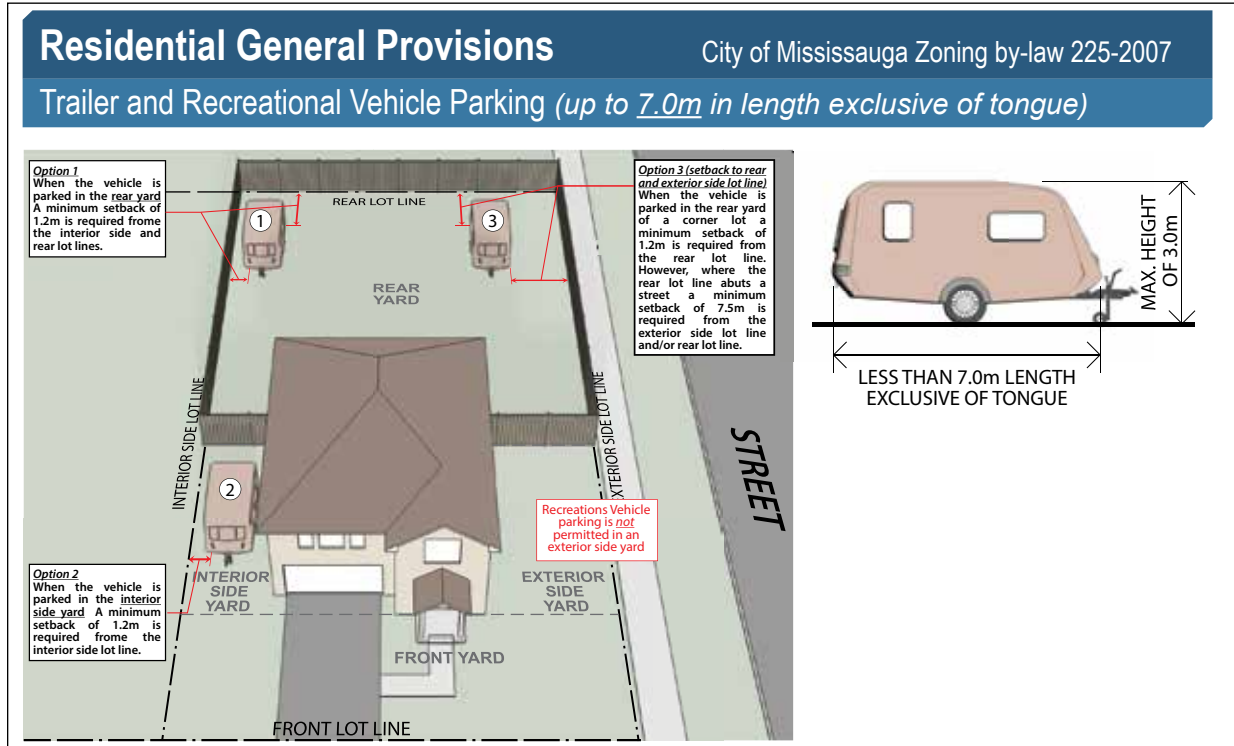 Residential General Provisions
City of Mississauga Zoning by-law 225-2007
Trailer and Recreational Vehicle Parking (up to 7.0m in length exclusive of tongue)
Option 1
When the vehicle is
parked in the rear yard
A minimum setback of
1.2m is required frome
the interior side and
rear lot lines.
REAR LOT LINE
1
3
REAR
YARD
Option 3 (setback to rear
and exterior side lot line)
When the vehicle is
parked in the rear yard
of a corner lot a
minimum setback of
1.2m is required from
the rear lot line.
However, where the
rear lot line abuts a
street a minimum
setback of 7.5m is
required from the
exterior side lot line
and/or rear lot line.
MAX. HEIGHT
OF 3.0m
LESS THAN 7.0m LENGTH
EXCLUSIVE OF TONGUE
INTERIOR SIDE LOT LINE
EXTERIOR SIDE LOT LINE
STREET
2
Recreations Vehicle
parking is not
permitted in an
exterior side yard
Option 2
When the vehicle is
parked in the interior
side yard A minimum
setback of 1.2m is
required frome the
interior side lot line.
INTERIOR
SIDE
YARD
EXTERIOR
SIDE
YARD
FRONT YARD
FRONT LOT LINE